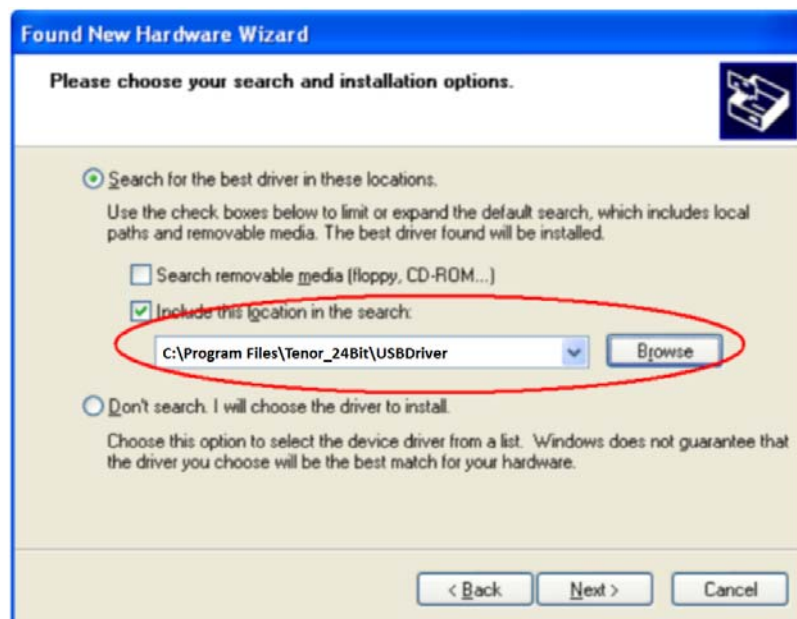 Found New Hardware Wizard
Please choose your search and installation options.
Search for the best driver in these locations.
Use the check boxes below to limit or expand the default search, which includes local
paths and removable media. The best driver found will be installed.
Search removable media (floppy, CD-ROM...)
Include this location in the search:
C:\Program Files\Tenor_24Bit\USBDriver
Browse
Don't search. I will choose the driver to install.
Choose this option to select the device driver from a list. Windows does not guarantee that
the driver you choose will be the best match for your hardware.
< Back Next > Cancel